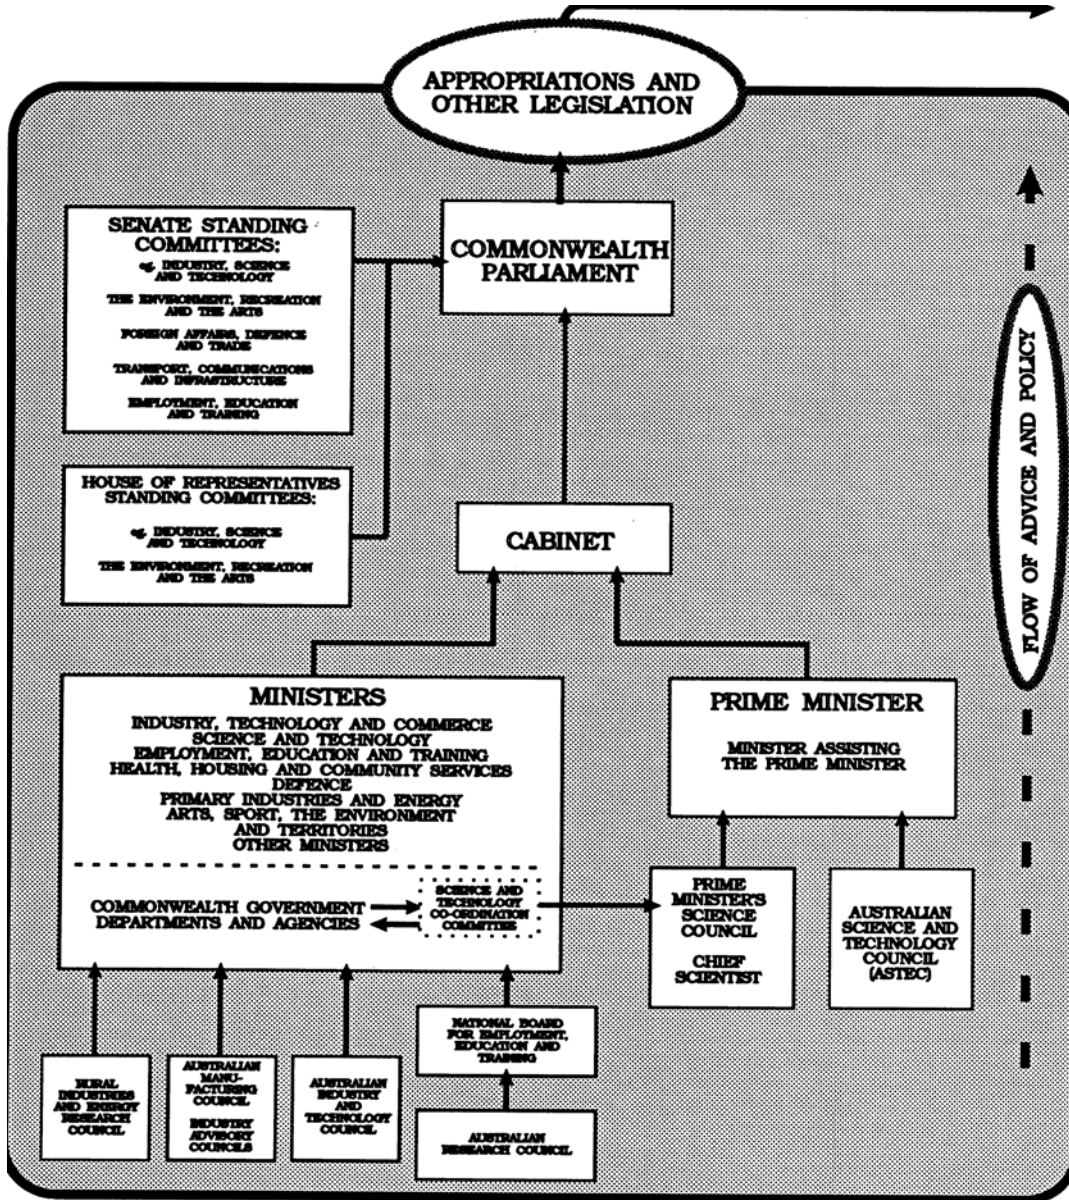 APPROPRIATIONS AND
OTHER LEGISLATION
SENATE STANDING
COMMITTEES:
eg. INDUSTRY, SCIENCE
AND TECHNOLOGY
THE ENVIRONMENT, RECREATION
AND THE ARTS
FOREIGN AFFAIRS, DEFENCE
AND TRADE
TRANSPORT, COMMUNICATIONS
AND INFRASTRUCTURE
EMPLOYMENT, EDUCATION
AND TRAINING
COMMONWEALTH
PARLIAMENT
HOUSE OF REPRESENTATIVES
STANDING COMMITTEES:
eg. INDUSTRY, SCIENCE
AND TECHNOLOGY
THE ENVIRONMENT, RECREATION
AND THE ARTS
CABINET
FLOW OF ADVICE AND POLICY
MINISTERS
INDUSTRY, TECHNOLOGY AND COMMERCE
SCIENCE AND TECHNOLOGY
EMPLOYMENT, EDUCATION AND TRAINING
HEALTH, HOUSING AND COMMUNITY SERVICES
DEFENCE
PRIMARY INDUSTRIES AND ENERGY
ARTS, SPORT, THE ENVIRONMENT
AND TERRITORIES
OTHER MINISTERS
COMMONWEALTH GOVERNMENT
DEPARTMENTS AND AGENCIES
SCIENCE AND
TECHNOLOGY
CO-ORDINATION
COMMITTEE
PRIME MINISTER
MINISTER ASSISTING
THE PRIME MINISTER
PRIME
MINISTER'S
SCIENCE
COUNCIL
CHIEF
SCIENTIST
AUSTRALIAN
SCIENCE AND
TECHNOLOGY
COUNCIL
(ASTEC)
RURAL
INDUSTRIES
AND ENERGY
RESEARCH
COUNCIL
AUSTRALIAN
MANU-
FACTURING
COUNCIL
INDUSTRY
ADVISORY
COUNCILS
AUSTRALIAN
INDUSTRY
AND
TECHNOLOGY
COUNCIL
NATIONAL BOARD
FOR EMPLOYMENT,
EDUCATION AND
TRAINING
AUSTRALIAN
RESEARCH COUNCIL